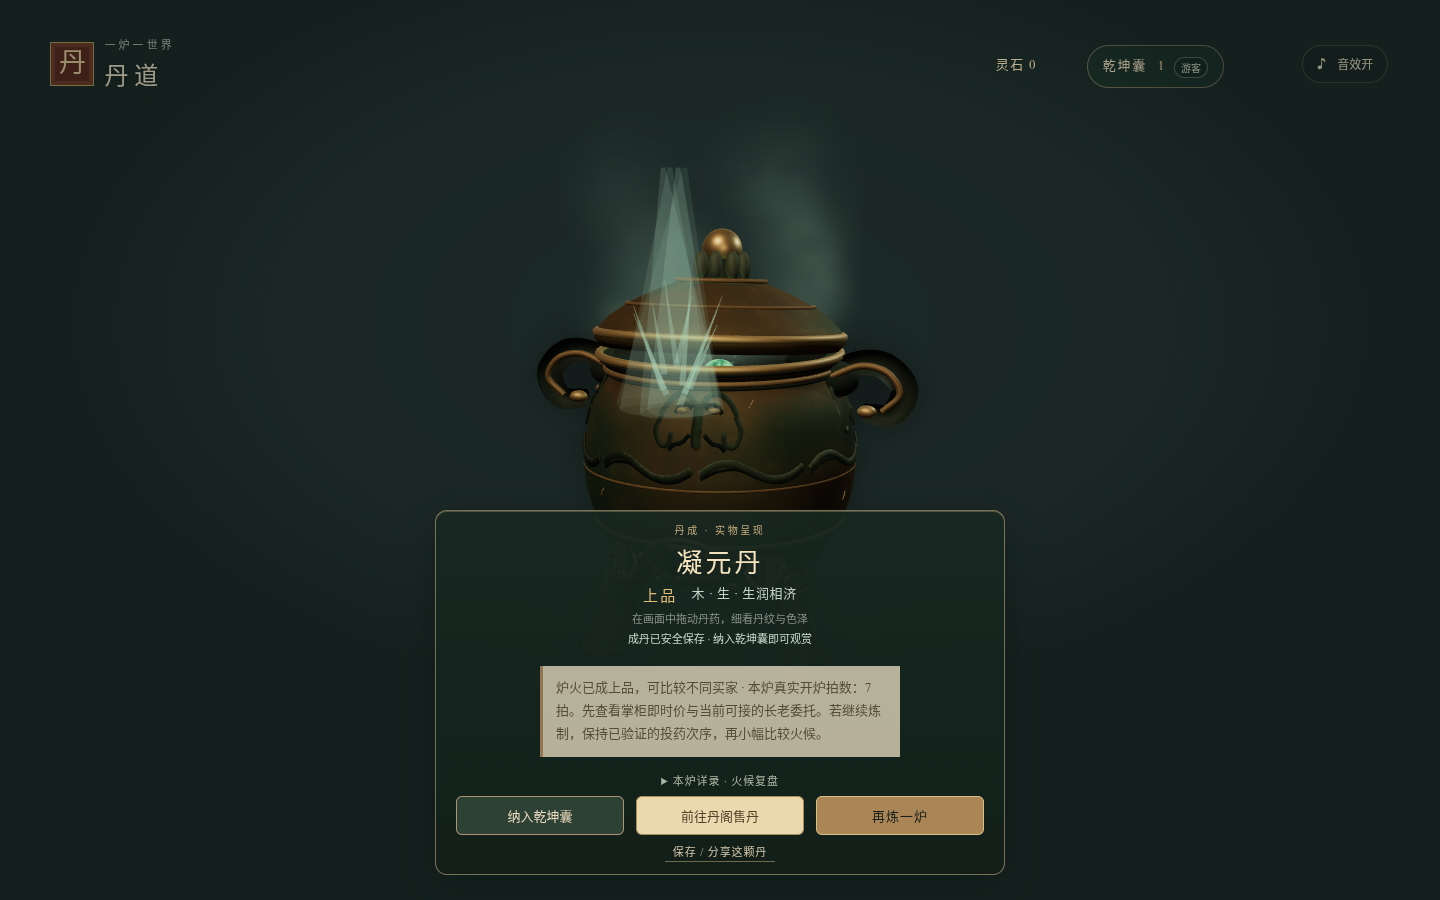 丹
一炉一世界
丹道
灵石 0
乾坤囊 1 游客
♪ 音效开
丹成 · 实物呈现
凝元丹
上品 木 · 生 · 生润相济
在画面中拖动丹药，细看丹纹与色泽
成丹已安全保存 · 纳入乾坤囊即可观赏
炉火已成上品，可比较不同买家 · 本炉真实开炉拍数：7
拍。先查看掌柜即时价与当前可接的长老委托。若继续炼
制，保持已验证的投药次序，再小幅比较火候。
▶ 本炉详录 · 火候复盘
纳入乾坤囊
前往丹阁售丹
再炼一炉
保存 / 分享这颗丹